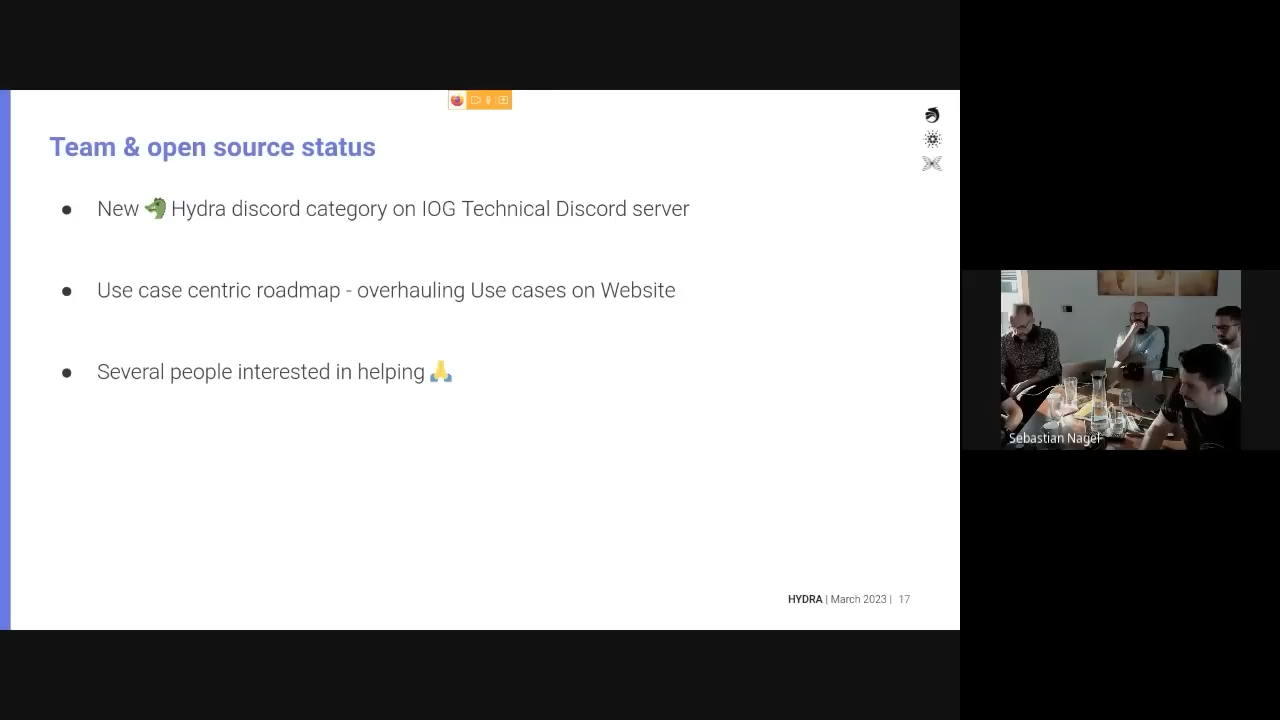 Team & open source status
● New 🐉 Hydra discord category on IOG Technical Discord server
● Use case centric roadmap - overhauling Use cases on Website
● Several people interested in helping 🙏
HYDRA | March 2023 | 17
Sebastian Nagel